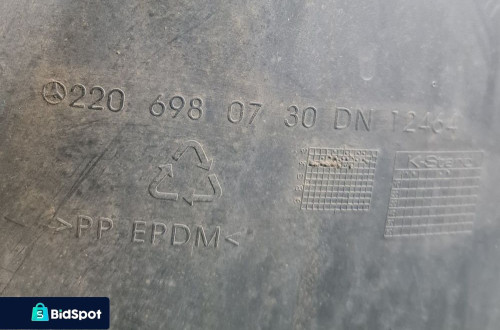 220 698 07 30 DN 12464
>PP EPDM<
BidSpot